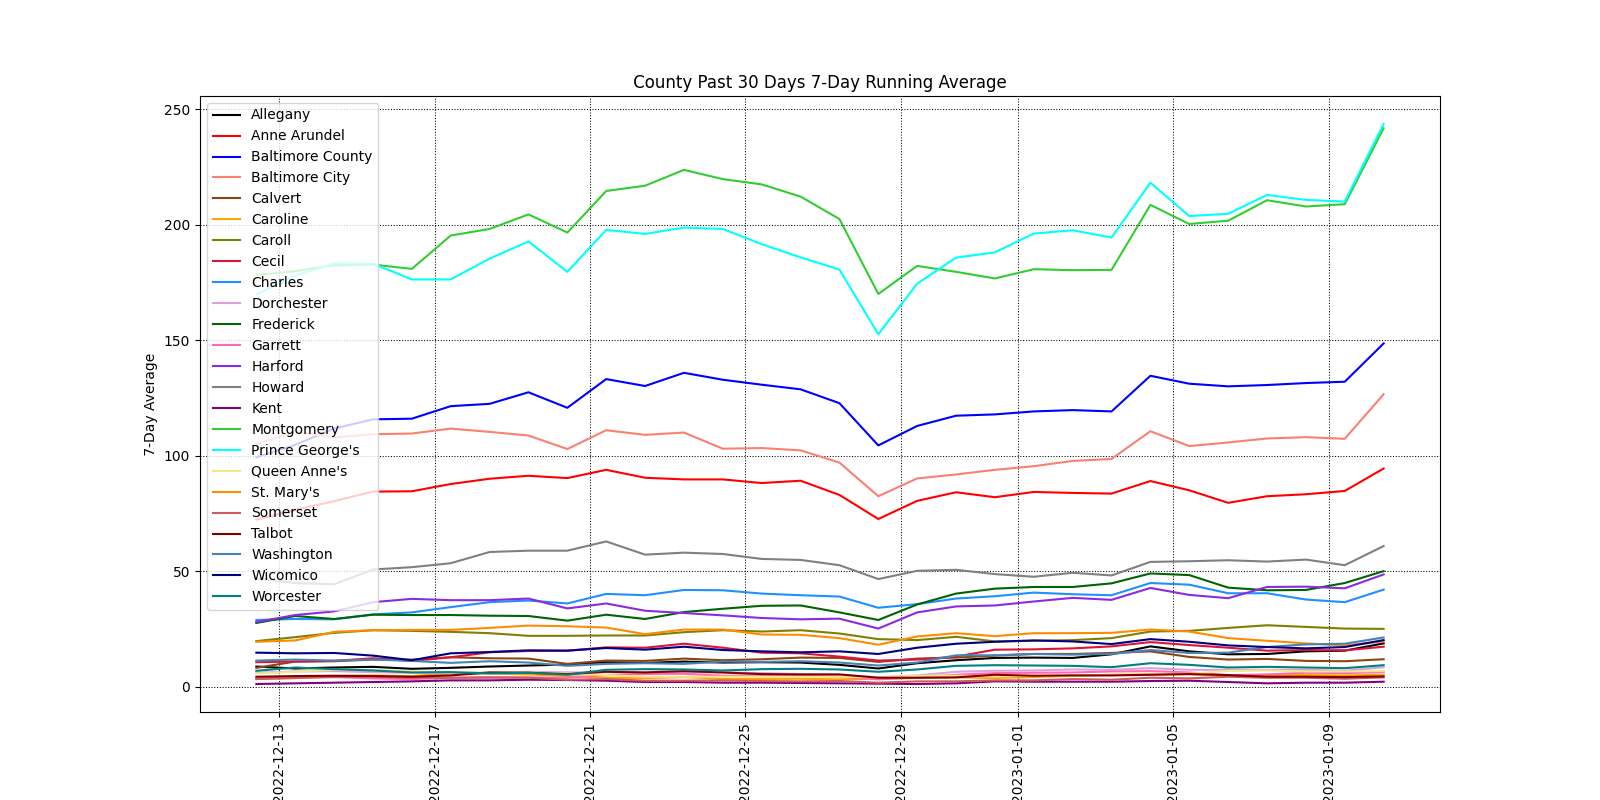 County Past 30 Days 7-Day Running Average
250
200
150
100
50
0
7-Day Average
Allegany
Anne Arundel
Baltimore County
Baltimore City
Calvert
Caroline
Caroll
Cecil
Charles
Dorchester
Frederick
Garrett
Harford
Howard
Kent
Montgomery
Prince George's
Queen Anne's
St. Mary's
Somerset
Talbot
Washington
Wicomico
Worcester
2022-12-13
2022-12-17
2022-12-21
2022-12-25
2022-12-29
2023-01-01
2023-01-05
2023-01-09